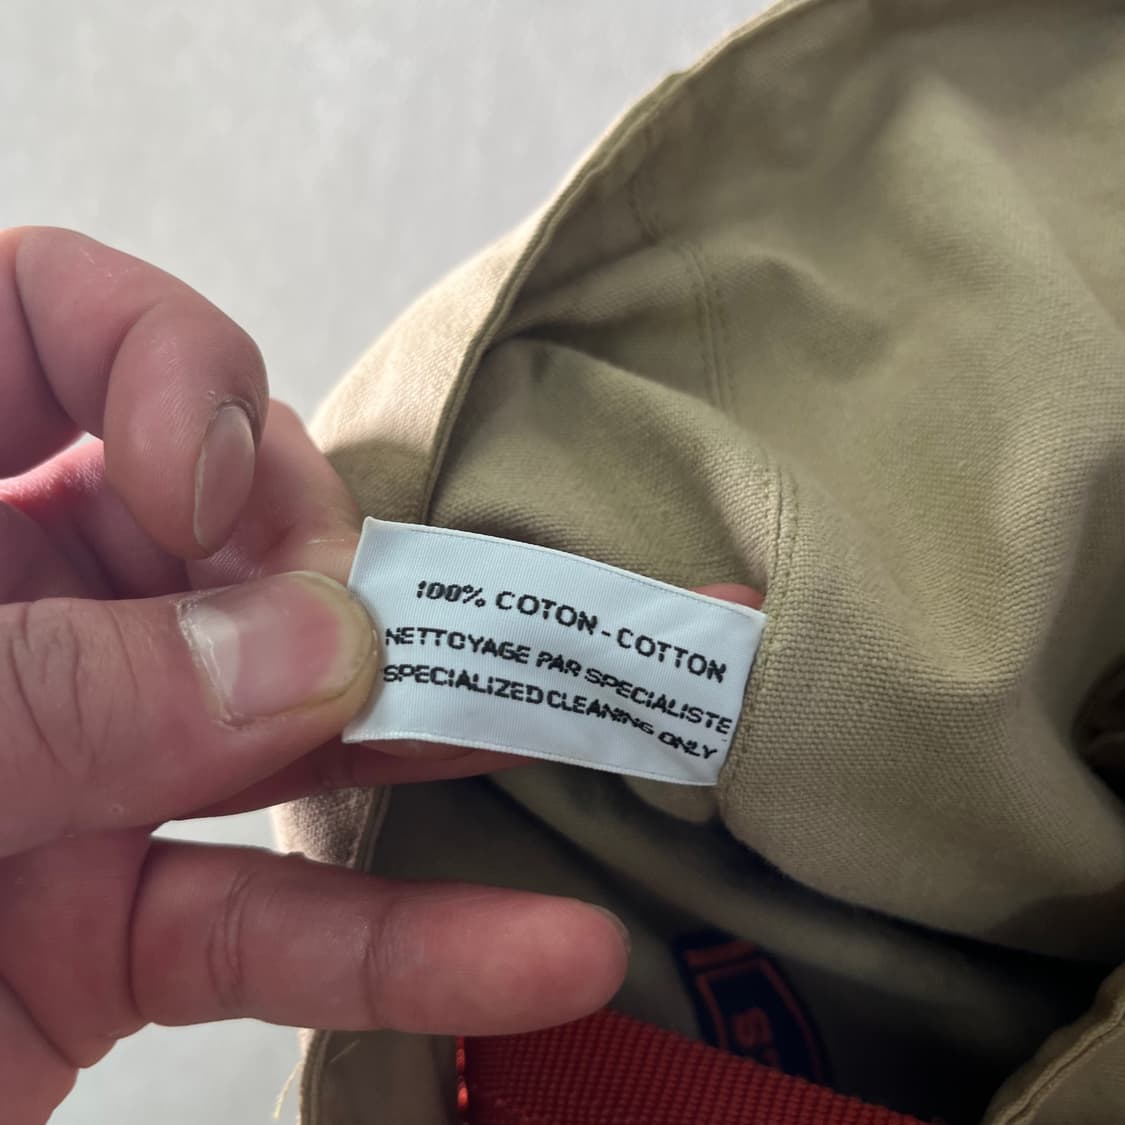 100% COTON - COTTON
NETTOYAGE PAR SPECIALISTE
SPECIALIZED CLEANING ONLY